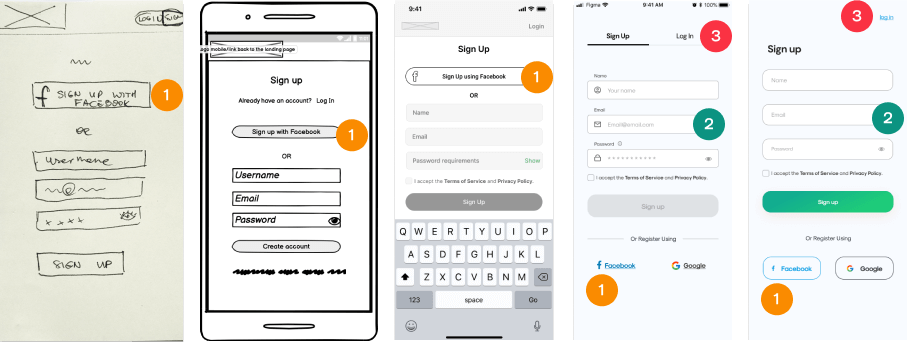 LOG IN
SIGN
SIGN UP WITH
FACEBOOK
1
OR
Username
@
SIGN UP
ago mobile/link back to the landing page
Sign up
Already have an account? Log In
Sign up with Facebook
1
OR
Username
Email
Password
Create account
9:41
Login
Sign Up
Sign Up using Facebook
1
OR
Name
Email
Password requirements
Show
I accept the Terms of Service and Privacy Policy.
Sign Up
Q W E R T Y U I O P
A S D F G H J K L
Z X C V B N M
123
space
Go
Figma
9:41 AM
100%
Sign Up
Log In
3
Name
Your name
Email
Email@email.com
2
Password
I accept the Terms of Service and Privacy Policy.
Sign up
Or Register Using
f Facebook
G Google
1
3
log in
Sign up
Name
Email
2
Password
I accept the Terms of Service and Privacy Policy.
Sign up
Or Register Using
f Facebook
G Google
1